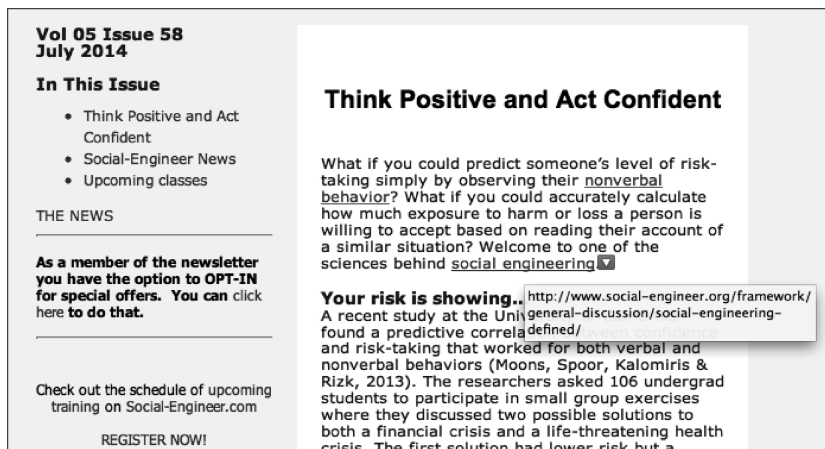 Vol 05 Issue 58
July 2014
In This Issue
Think Positive and Act
Confident
Social-Engineer News
Upcoming classes
THE NEWS
As a member of the newsletter
you have the option to OPT-IN
for special offers. You can click
here to do that.
Check out the schedule of upcoming
training on Social-Engineer.com
REGISTER NOW!
Think Positive and Act Confident
What if you could predict someone’s level of risk-
taking simply by observing their nonverbal
behavior? What if you could accurately calculate
how much exposure to harm or loss a person is
willing to accept based on reading their account of
a similar situation? Welcome to one of the
sciences behind social engineering.
Your risk is showing...
http://www.social-engineer.org/framework/
general-discussion/social-engineering-
defined/
A recent study at the Univ
found a predictive correla between confidence
and risk-taking that worked for both verbal and
nonverbal behaviors (Moons, Spoor, Kalomiris &
Rizk, 2013). The researchers asked 106 undergrad
students to participate in small group exercises
where they discussed two possible solutions to
both a financial crisis and a life-threatening health
crisis. The first solution had lower risk but a